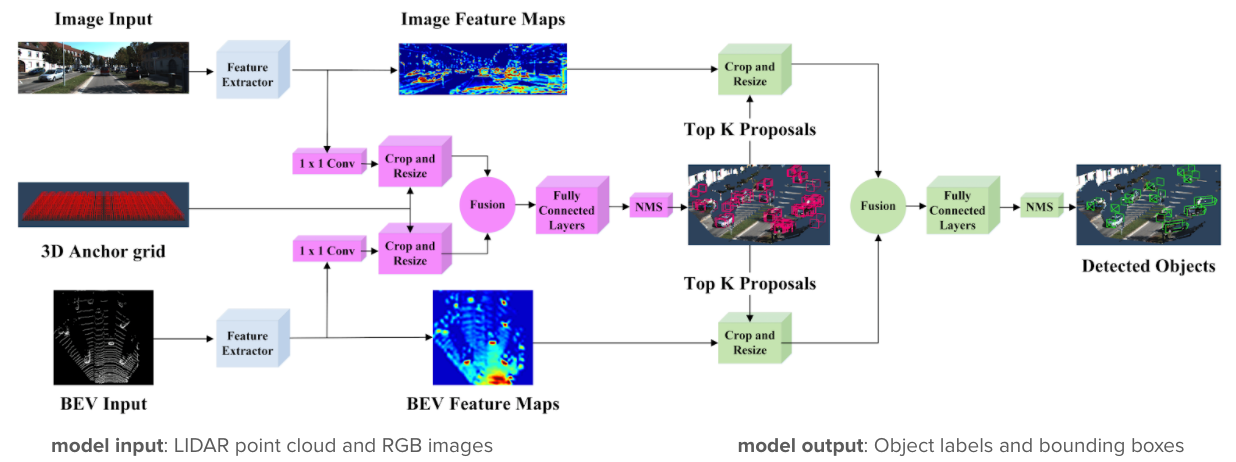 Image Input
Image Feature Maps
Feature
Extractor
Crop and
Resize
Top K Proposals
1 x 1 Conv
Crop and
Resize
Fusion
Fully
Connected
Layers
NMS
Fusion
Fully
Connected
Layers
NMS
3D Anchor grid
1 x 1 Conv
Crop and
Resize
Detected Objects
Top K Proposals
Feature
Extractor
Crop and
Resize
BEV Input
BEV Feature Maps
model input: LIDAR point cloud and RGB images
model output: Object labels and bounding boxes